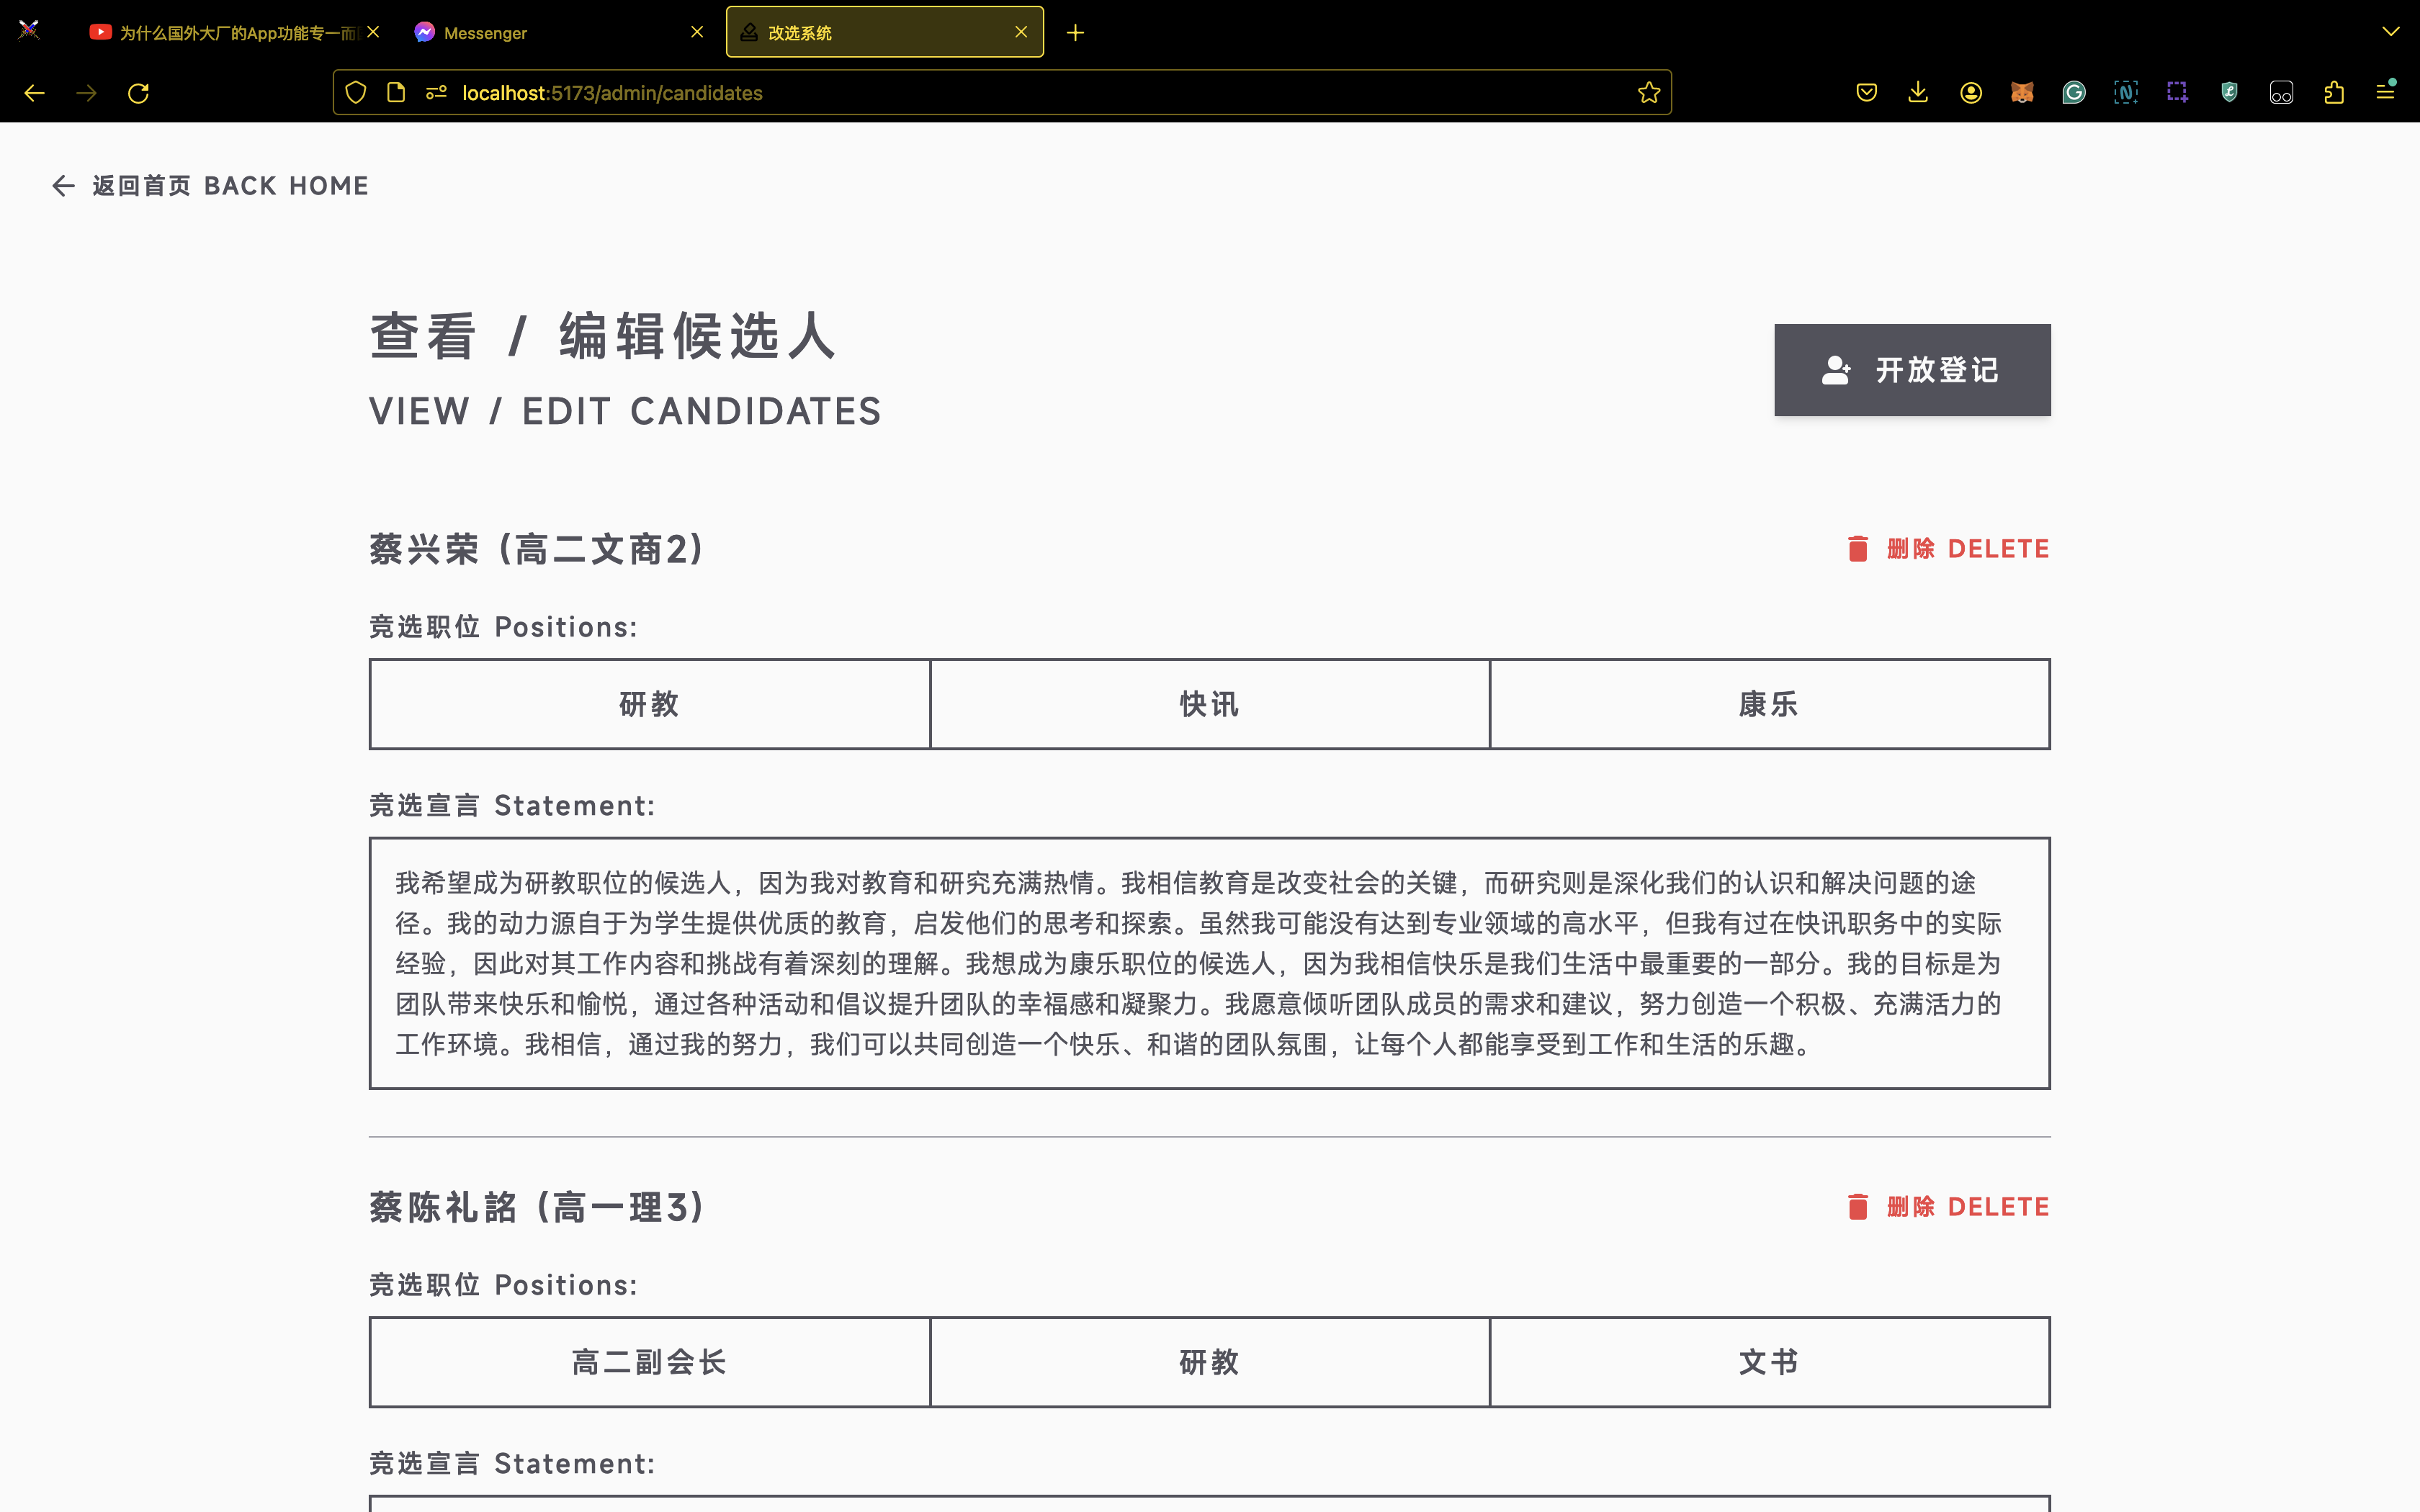 为什么国外大厂的App功能专一而
Messenger
改选系统
localhost:5173/admin/candidates
返回首页 BACK HOME
查看 / 编辑候选人
VIEW / EDIT CANDIDATES
开放登记
蔡兴荣 (高二文商2)
删除 DELETE
竞选职位 Positions:
研教
快讯
康乐
竞选宣言 Statement:
我希望成为研教职位的候选人，因为我对教育和研究充满热情。我相信教育是改变社会的关键，而研究则是深化我们的认识和解决问题的途
径。我的动力源自于为学生提供优质的教育，启发他们的思考和探索。虽然我可能没有达到专业领域的高水平，但我有过在快讯职务中的实际
经验，因此对其工作内容和挑战有着深刻的理解。我想成为康乐职位的候选人，因为我相信快乐是我们生活中最重要的一部分。我的目标是为
团队带来快乐和愉悦，通过各种活动和倡议提升团队的幸福感和凝聚力。我愿意倾听团队成员的需求和建议，努力创造一个积极、充满活力的
工作环境。我相信，通过我的努力，我们可以共同创造一个快乐、和谐的团队氛围，让每个人都能享受到工作和生活的乐趣。
蔡陈礼詺 (高一理3)
删除 DELETE
竞选职位 Positions:
高二副会长
研教
文书
竞选宣言 Statement: